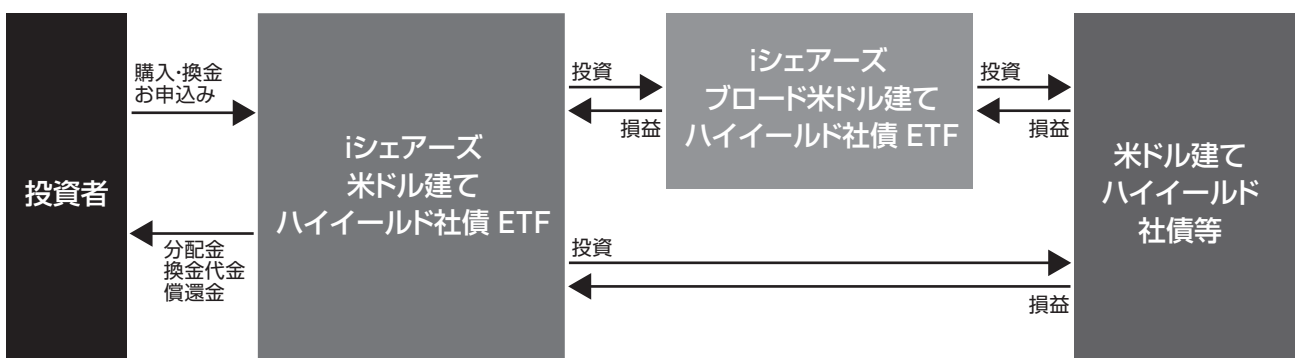 投資者
購入・換金
お申込み
分配金
換金代金
償還金
iシェアーズ
米ドル建て
ハイイールド社債 ETF
投資
損益
iシェアーズ
ブロード米ドル建て
ハイイールド社債 ETF
投資
損益
投資
損益
米ドル建て
ハイイールド
社債等